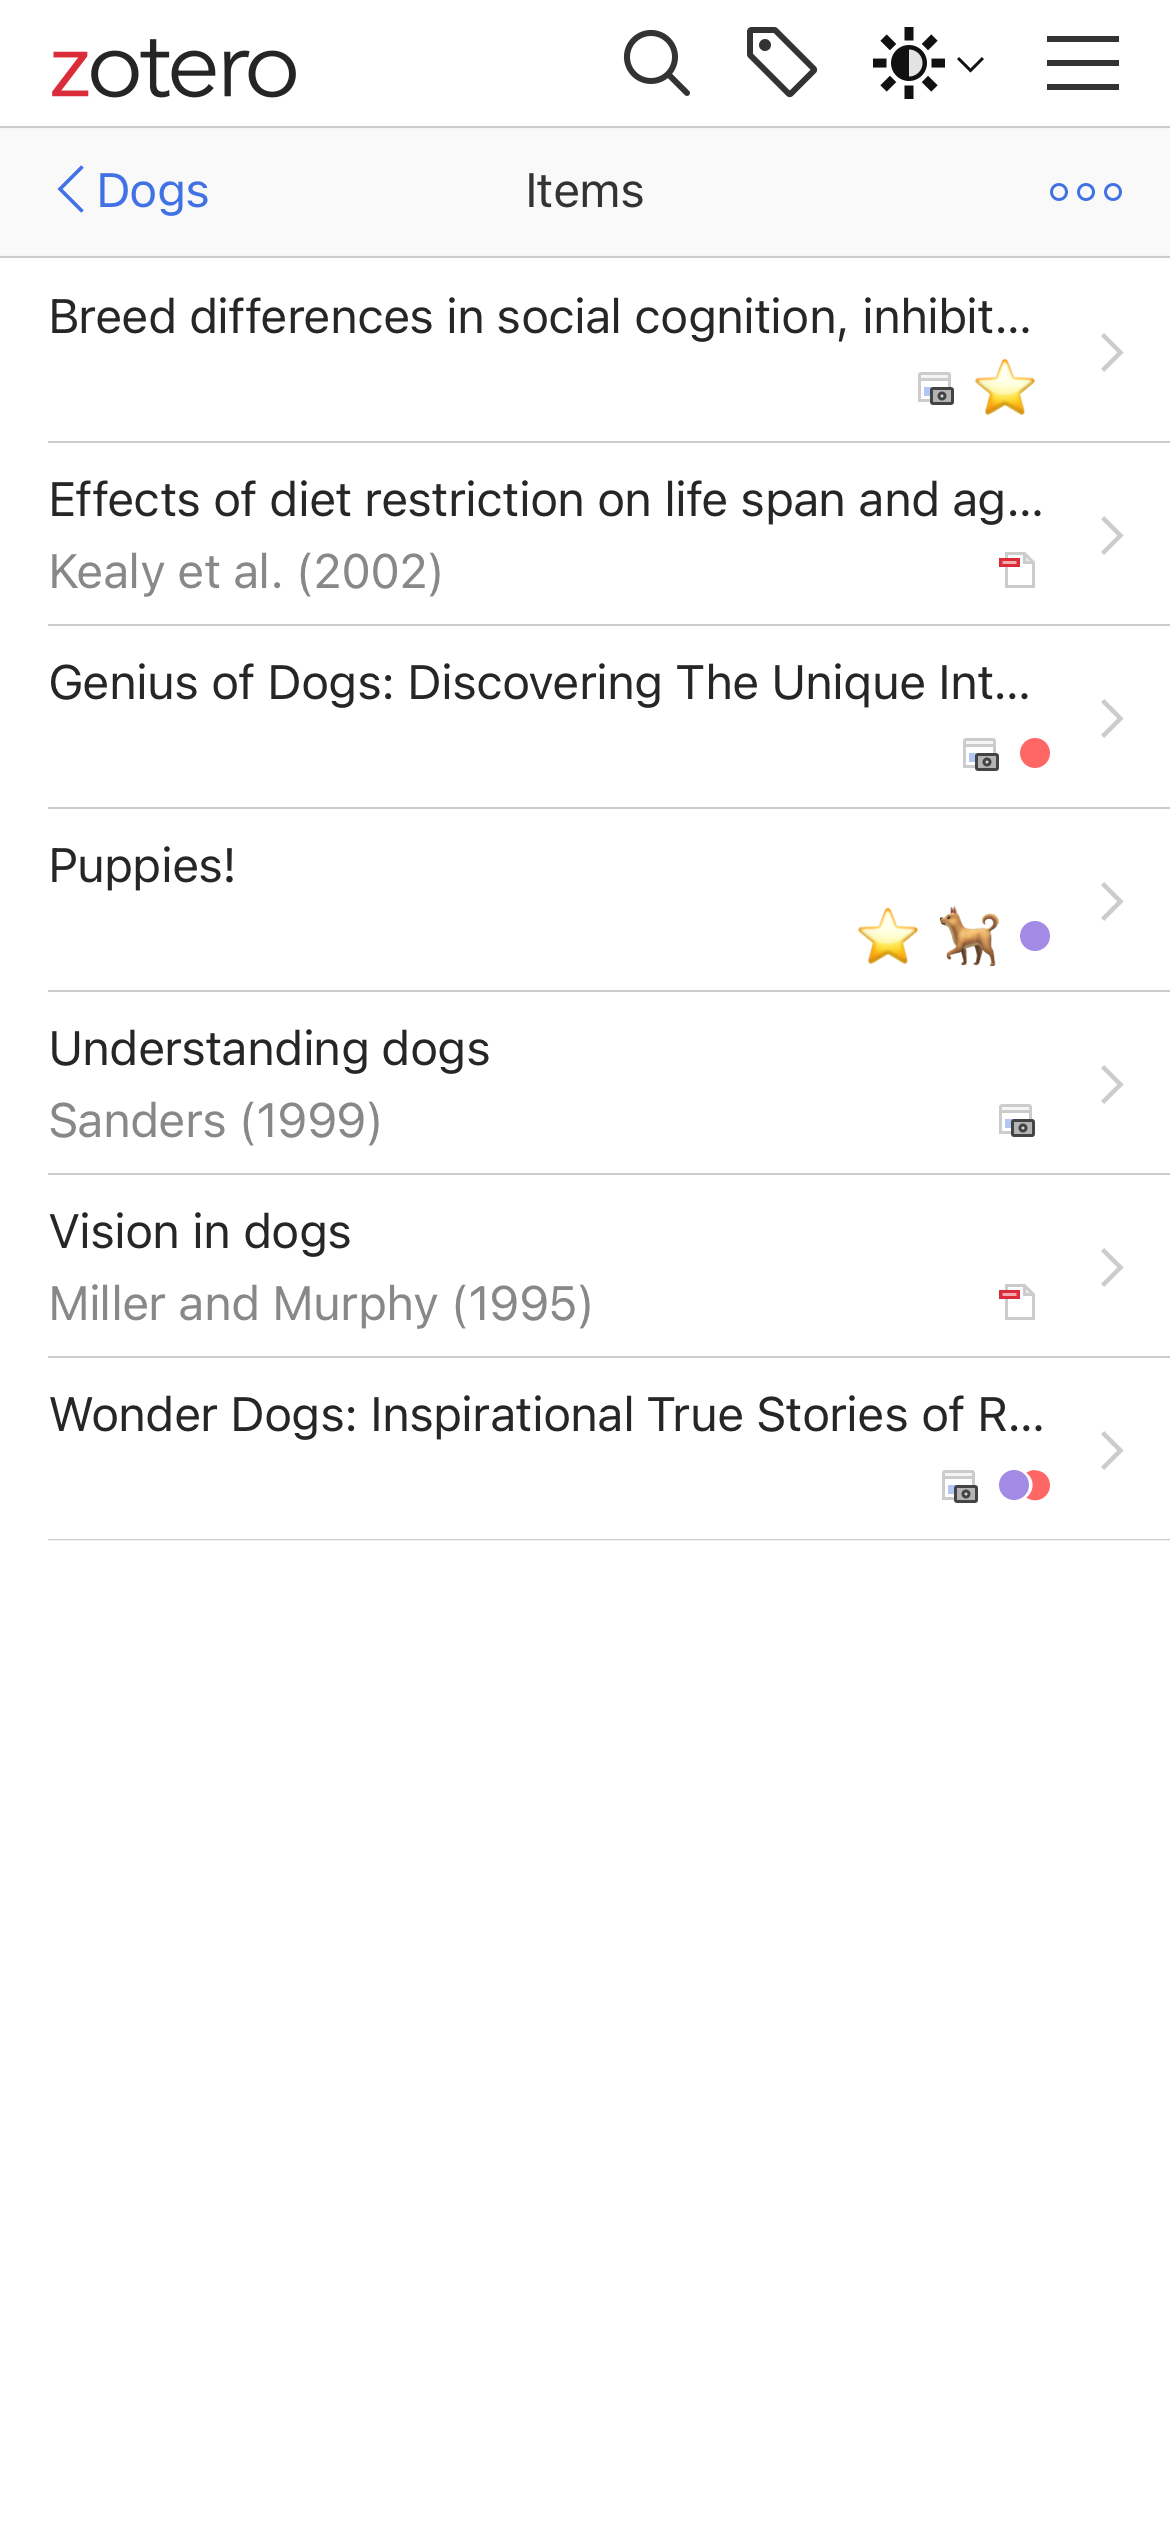 zotero
Dogs
Items
Breed differences in social cognition, inhibit...
Effects of diet restriction on life span and ag...
Kealy et al. (2002)
Genius of Dogs: Discovering The Unique Int...
Puppies!
Understanding dogs
Sanders (1999)
Vision in dogs
Miller and Murphy (1995)
Wonder Dogs: Inspirational True Stories of R...